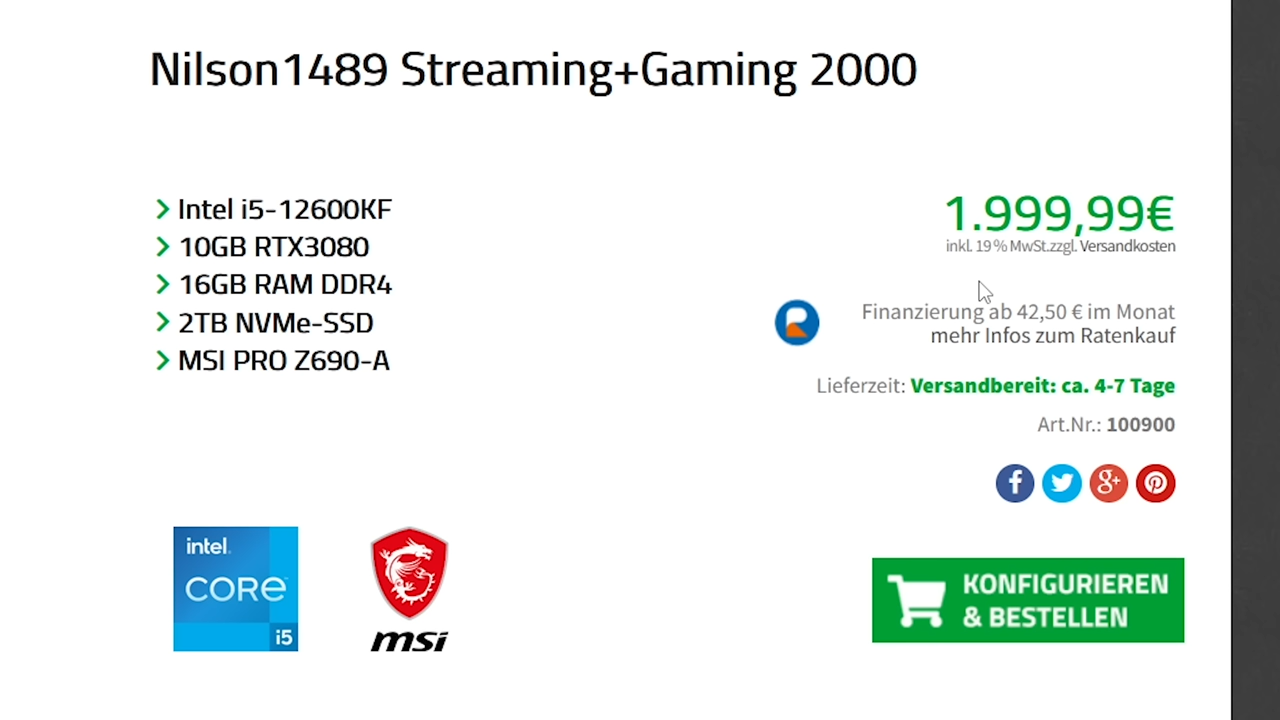 Nilson1489 Streaming+Gaming 2000
Intel i5-12600KF
10GB RTX3080
16GB RAM DDR4
2TB NVMe-SSD
MSI PRO Z690-A
1.999,99€
inkl. 19 % MwSt.zzgl. Versandkosten
Finanzierung ab 42,50 € im Monat
mehr Infos zum Ratenkauf
Lieferzeit: Versandbereit: ca. 4-7 Tage
Art.Nr.: 100900
intel.
CORE
i5
msi
KONFIGURIEREN
& BESTELLEN